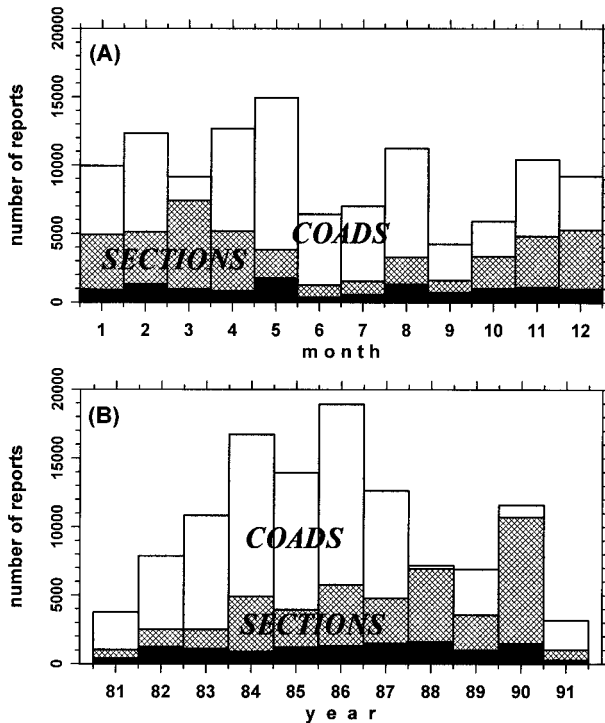 (A)
number of reports
0 5000 10000 15000 20000
SECTIONS
COADS
1 2 3 4 5 6 7 8 9 10 11 12
month
(B)
number of reports
0 5000 10000 15000 20000
COADS
SECTIONS
81 82 83 84 85 86 87 88 89 90 91
year